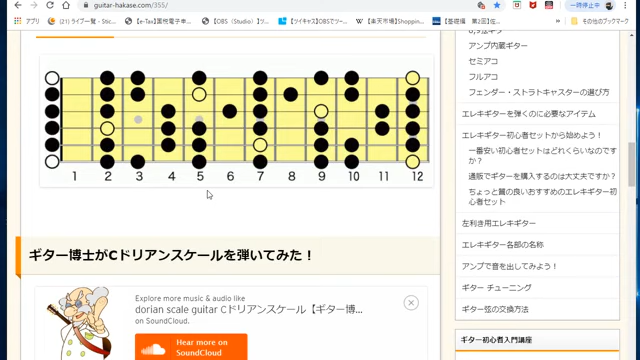 guitar-hakase.com/355/
一時停止中
(21) ライブ一覧 - Stic...
【e-Tax】国税電子申...
【OBS (Studio)】ソ...
【ツイキャス】OBSでツー...
【楽天市場】Shoppin...
【基礎編 第2回】佐...
その他のブックマーク
1 2 3 4 5 6 7 8 9 10 11 12
ギター博士がCドリアンスケールを弾いてみた！
Explore more music & audio like
dorian scale guitar Cドリアンスケール【ギター博...
on SoundCloud.
Hear more on
SoundCloud
アンプ内蔵ギター
セミアコ
フルアコ
フェンダー・ストラトキャスターの選び方
エレキギターを弾くのに必要なアイテム
エレキギター初心者セットから始めよう！
一番安い初心者セットはどれくらいなのです
か？
通販でギターを購入するのは大丈夫ですか？
ちょっと質の良いおすすめのエレキギター初
心者セット
左利き用エレキギター
エレキギター各部の名称
アンプで音を出してみよう！
ギター チューニング
ギター弦の交換方法
ギター初心者入門講座